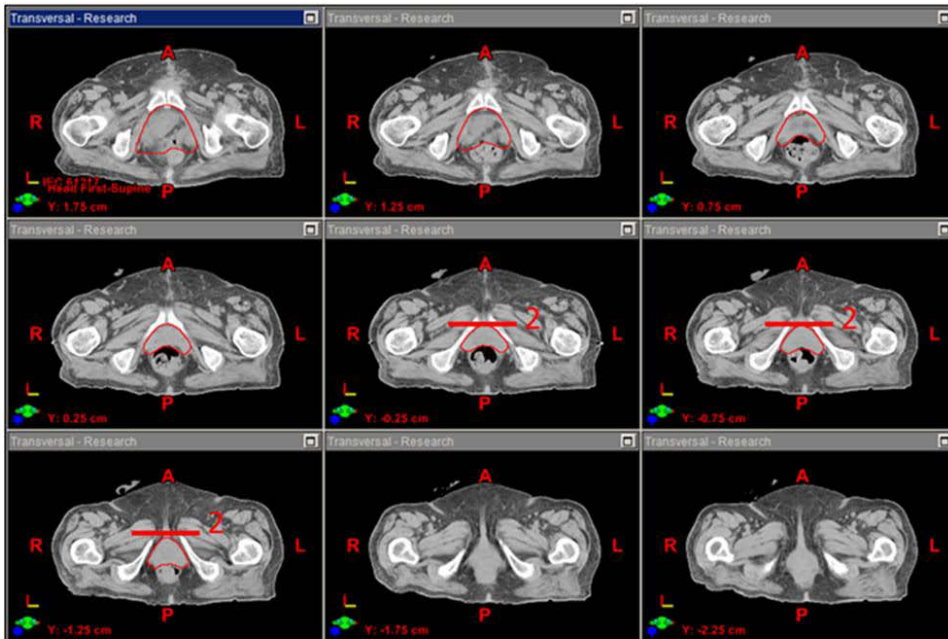 Transversal - Research
A
R
L
P
IEC 61217
Head First-Supine
Y: 1.75 cm
Transversal - Research
A
R
L
P
Y: 1.25 cm
Transversal - Research
A
R
L
P
Y: 0.75 cm
Transversal - Research
A
R
L
P
Y: 0.25 cm
Transversal - Research
A
2
R
L
P
Y: -0.25 cm
Transversal - Research
A
2
R
L
P
Y: -0.75 cm
Transversal - Research
A
2
R
L
P
Y: -1.25 cm
Transversal - Research
A
R
L
P
Y: -1.75 cm
Transversal - Research
A
R
L
P
Y: -2.25 cm